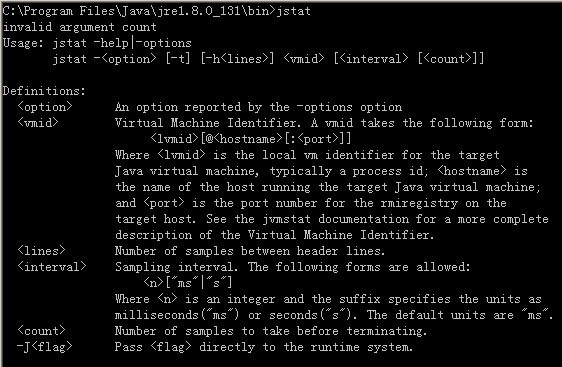 C:\Program Files\Java\jre1.8.0_131\bin>jstat
invalid argument count
Usage: jstat -help|-options
       jstat -<option> [-t] [-h<lines>] <vmid> [<interval> [<count>]]

Definitions:
  <option>      An option reported by the -options option
  <vmid>        Virtual Machine Identifier. A vmid takes the following form:
                     <lvmid>[@<hostname>[:<port>]]
                Where <lvmid> is the local vm identifier for the target
                Java virtual machine, typically a process id; <hostname> is
                the name of the host running the target Java virtual machine;
                and <port> is the port number for the rmiregistry on the
                target host. See the jvmstat documentation for a more complete
                description of the Virtual Machine Identifier.
  <lines>       Number of samples between header lines.
  <interval>    Sampling interval. The following forms are allowed:
                    <n>["ms"|"s"]
                Where <n> is an integer and the suffix specifies the units as
                milliseconds("ms") or seconds("s"). The default units are "ms".
  <count>       Number of samples to take before terminating.
  -J<flag>      Pass <flag> directly to the runtime system.